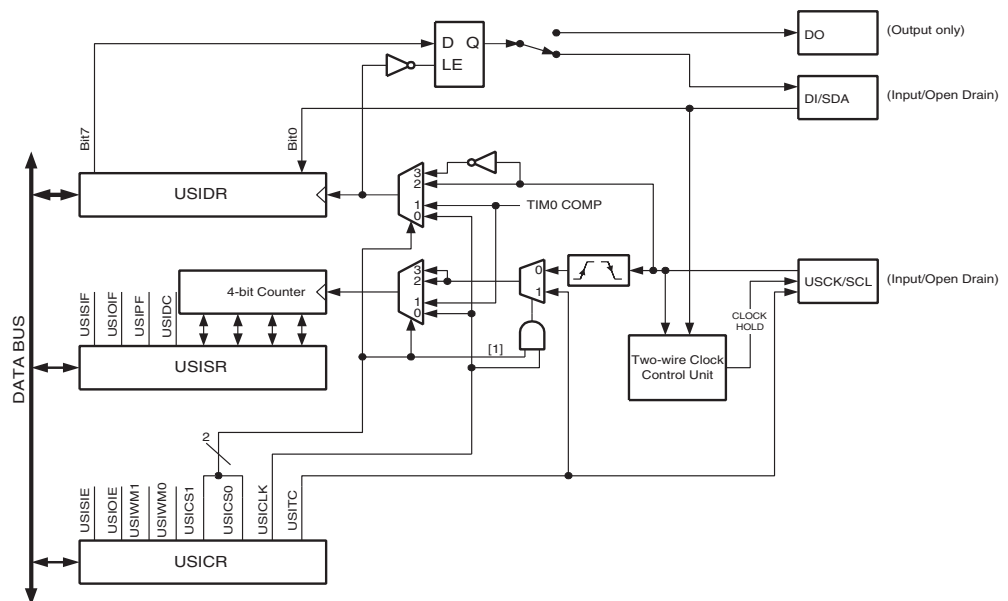 DO
(Output only)
D Q
LE
DI/SDA
(Input/Open Drain)
Bit7
Bit0
USIDR
3
2
1
0
TIM0 COMP
4-bit Counter
3
2
1
0
0
1
USCK/SCL
(Input/Open Drain)
CLOCK
HOLD
USISIF
USIOIF
USIPF
USIDC
[1]
USISR
Two-wire Clock
Control Unit
DATA BUS
2
USISIE
USIOIE
USIWM1
USIWM0
USICS1
USICS0
USICLK
USITC
USICR